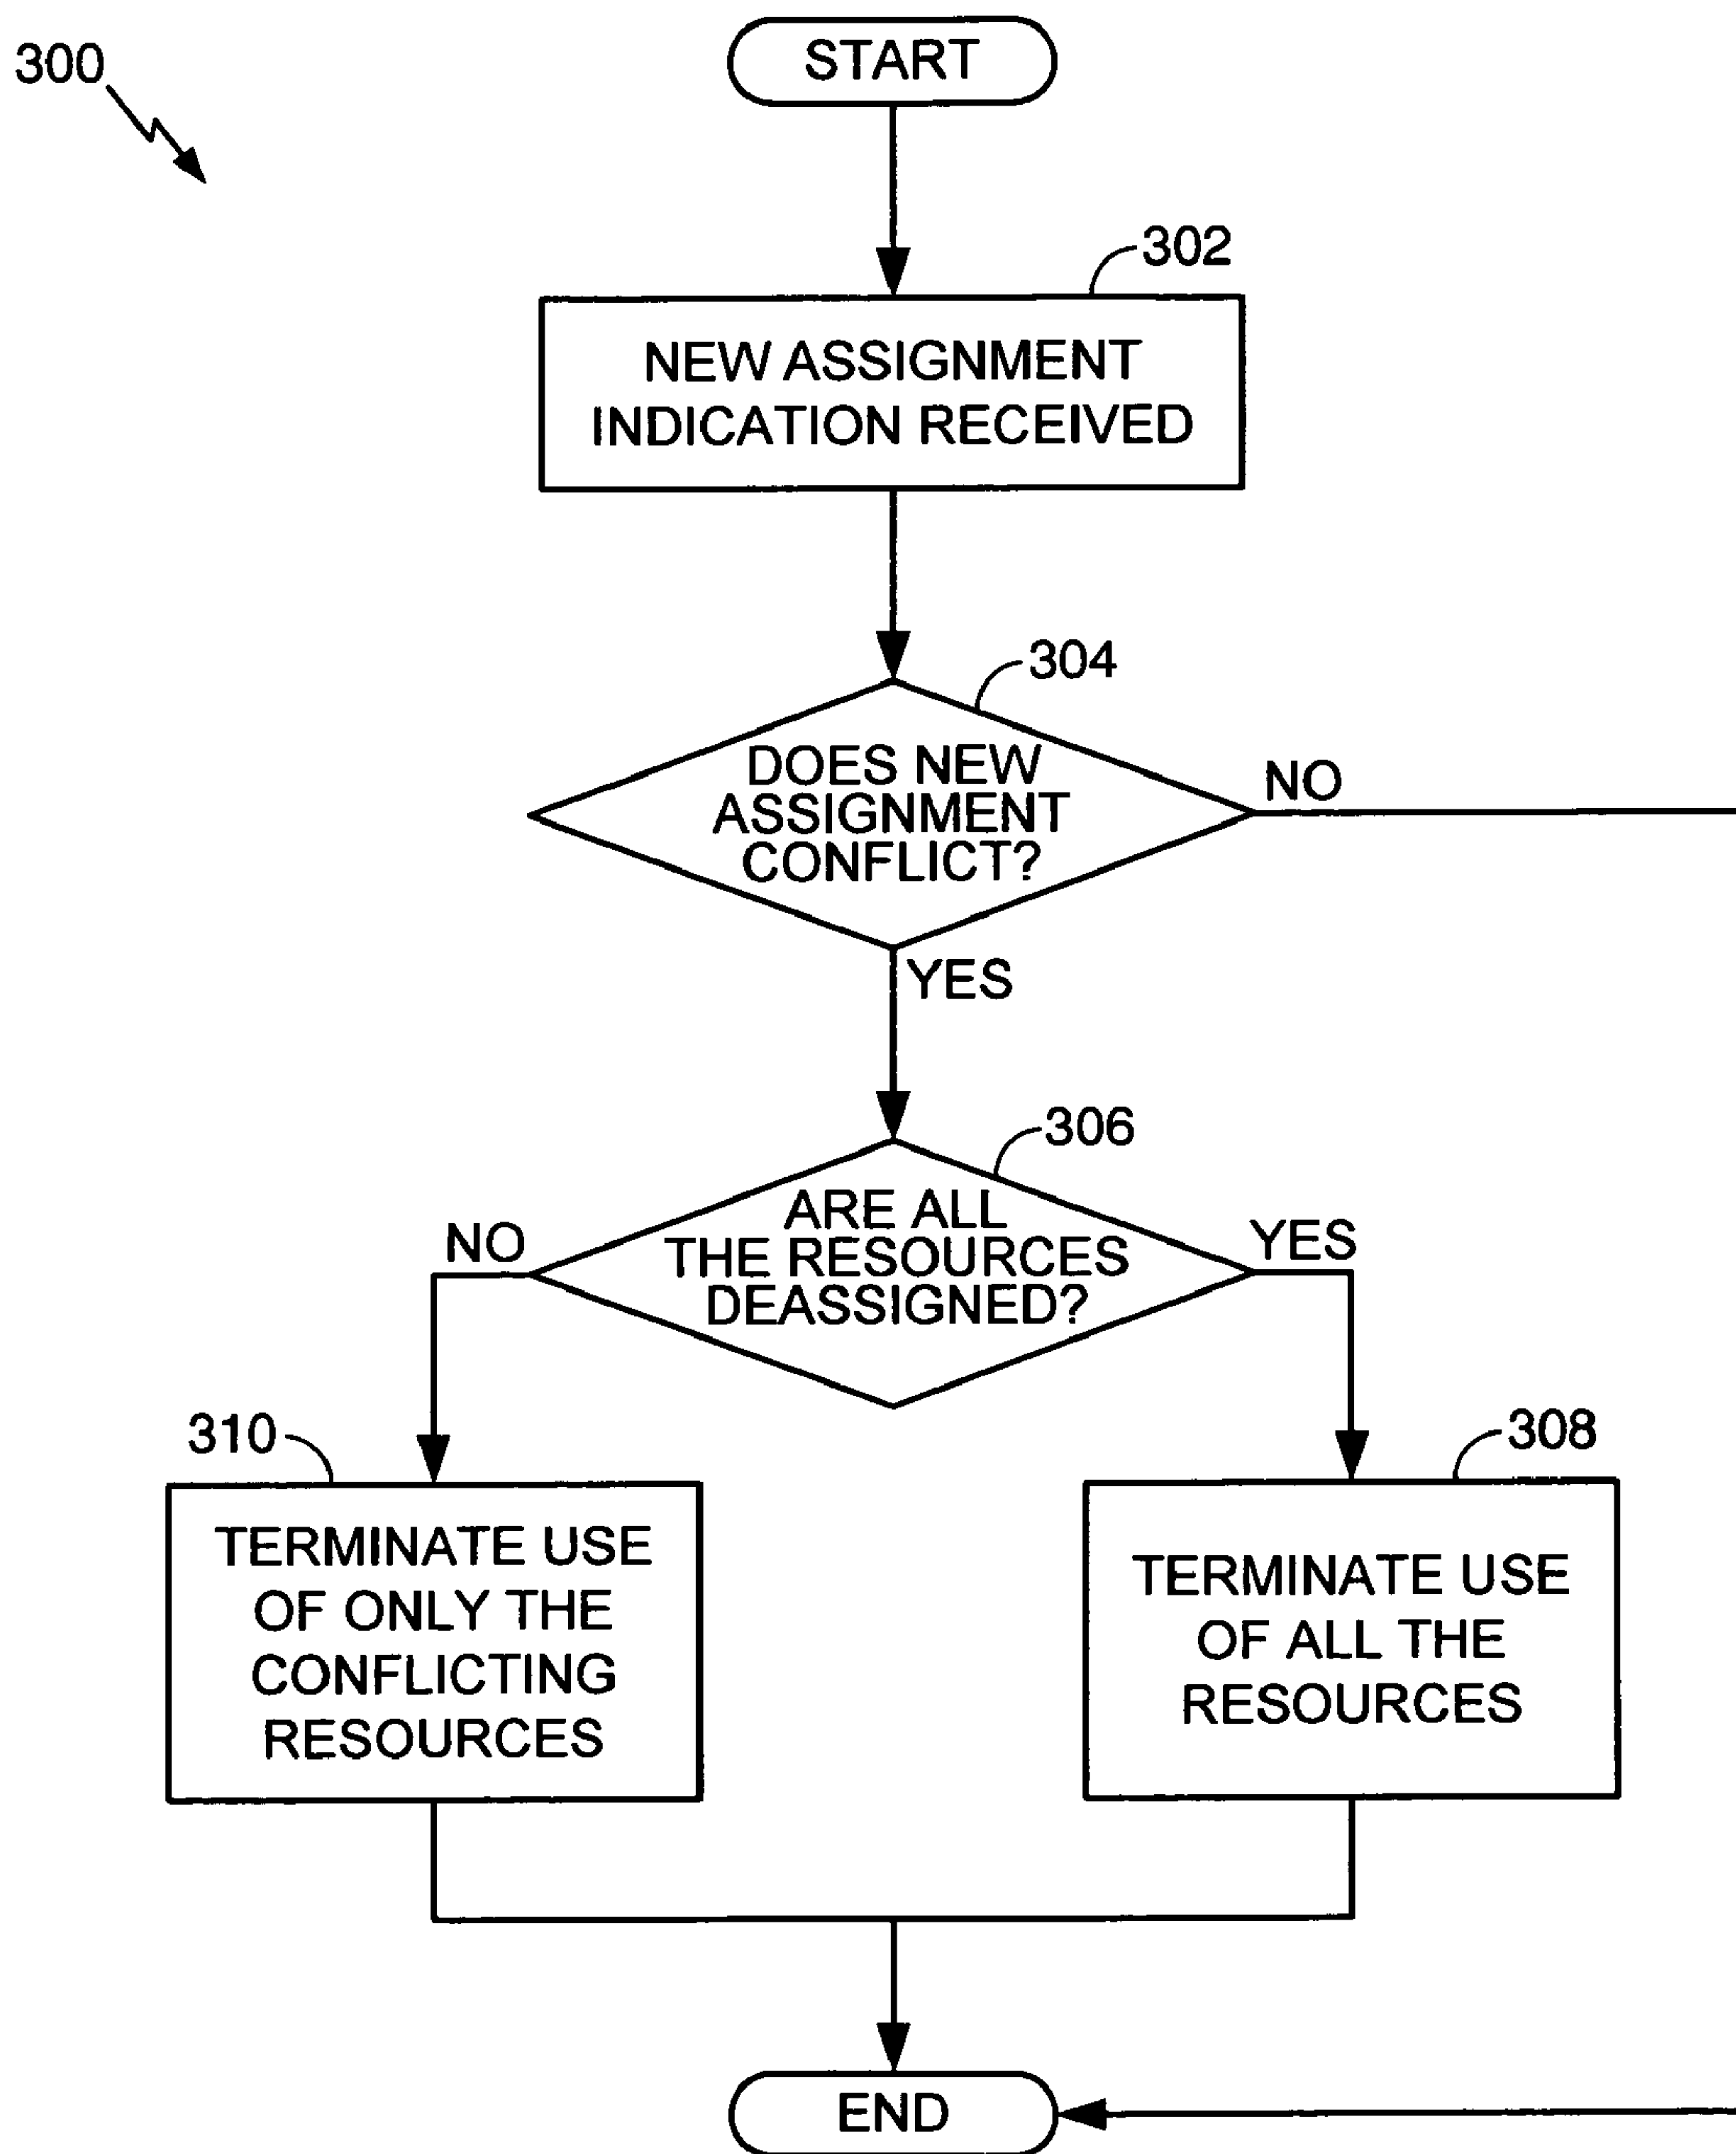 START
300
302
NEW ASSIGNMENT
INDICATION RECEIVED
304
DOES NEW
ASSIGNMENT
CONFLICT?
NO
YES
306
ARE ALL
THE RESOURCES
DEASSIGNED?
NO
YES
310
308
TERMINATE USE
OF ONLY THE
CONFLICTING
RESOURCES
TERMINATE USE
OF ALL THE
RESOURCES
END